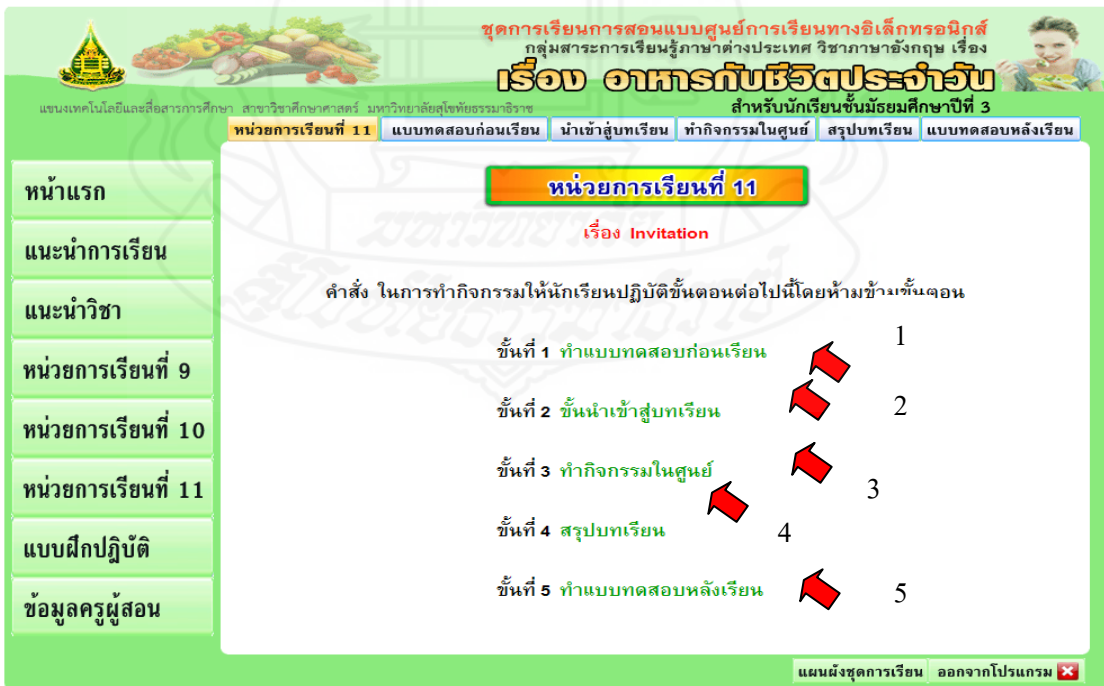 ชุดการเรียนการสอนแบบศูนย์การเรียนทางอิเล็กทรอนิกส์
กลุ่มสาระการเรียนรู้ภาษาต่างประเทศ วิชาภาษาอังกฤษ เรื่อง
เรื่อง อาหารกับชีวิตประจำวัน
แขนงเทคโนโลยีและสื่อสารการศึกษา สาขาวิชาศึกษาศาสตร์ มหาวิทยาลัยสุโขทัยธรรมาธิราช
สำหรับนักเรียนชั้นมัธยมศึกษาปีที่ 3
หน่วยการเรียนที่ 11 แบบทดสอบก่อนเรียน นำเข้าสู่บทเรียน ทำกิจกรรมในศูนย์ สรุปบทเรียน แบบทดสอบหลังเรียน
หน้าแรก
แนะนำการเรียน
แนะนำวิชา
หน่วยการเรียนที่ 9
หน่วยการเรียนที่ 10
หน่วยการเรียนที่ 11
แบบฝึกปฏิบัติ
ข้อมูลครูผู้สอน
หน่วยการเรียนที่ 11
เรื่อง Invitation
คำสั่ง ในการทำกิจกรรมให้นักเรียนปฏิบัติขั้นตอนต่อไปนี้โดยห้ามข้ามขั้นตอน
ขั้นที่ 1 ทำแบบทดสอบก่อนเรียน
1
ขั้นที่ 2 ขั้นนำเข้าสู่บทเรียน
2
ขั้นที่ 3 ทำกิจกรรมในศูนย์
3
ขั้นที่ 4 สรุปบทเรียน
4
ขั้นที่ 5 ทำแบบทดสอบหลังเรียน
5
แผนผังชุดการเรียน ออกจากโปรแกรม
มหาวิทยาลัย
สุโขทัยธรรมาธิราช